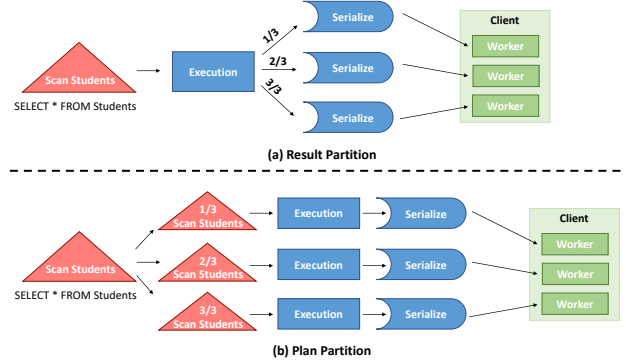 Scan Students
SELECT * FROM Students
Execution
1/3
2/3
3/3
Serialize
Serialize
Serialize
Client
Worker
Worker
Worker
(a) Result Partition
Scan Students
SELECT * FROM Students
1/3
Scan Students
2/3
Scan Students
3/3
Scan Students
Execution
Execution
Execution
Serialize
Serialize
Serialize
Client
Worker
Worker
Worker
(b) Plan Partition